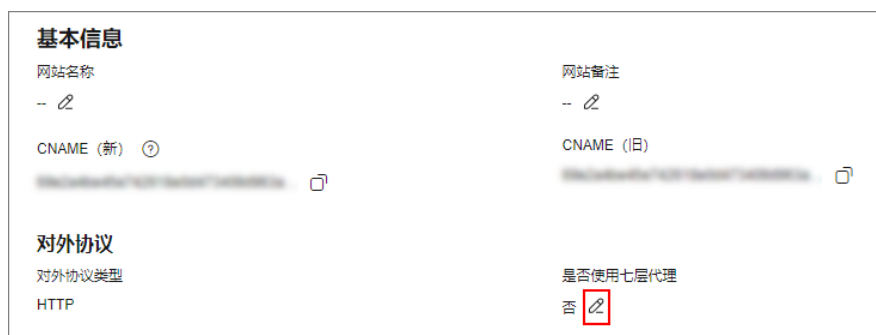 基本信息
网站名称
网站备注
--
--
CNAME（新）
CNAME（旧）
对外协议
对外协议类型
是否使用七层代理
HTTP
否